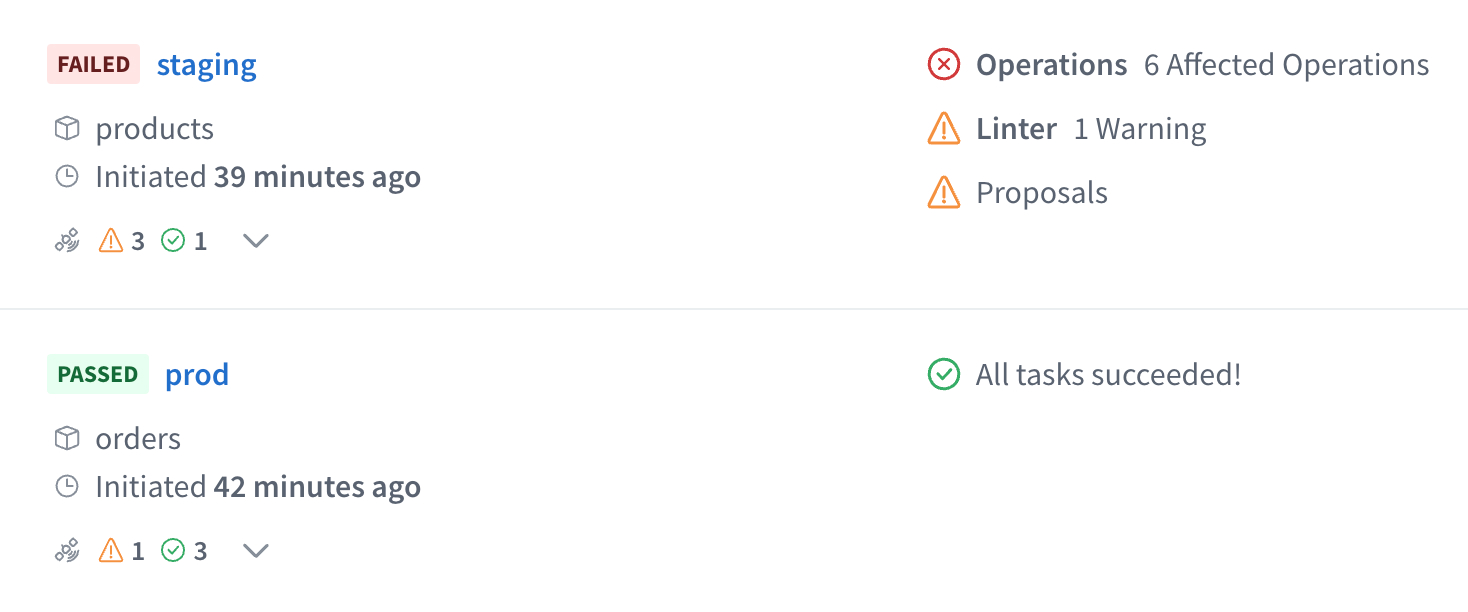 FAILED staging
products
Initiated 39 minutes ago
3 1
Operations 6 Affected Operations
Linter 1 Warning
Proposals
PASSED prod
orders
Initiated 42 minutes ago
1 3
All tasks succeeded!